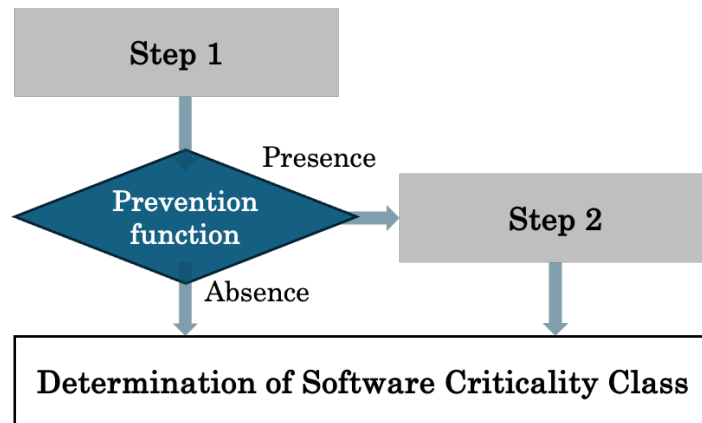 Step 1
Presence
Prevention
function
Step 2
Absence
Determination of Software Criticality Class